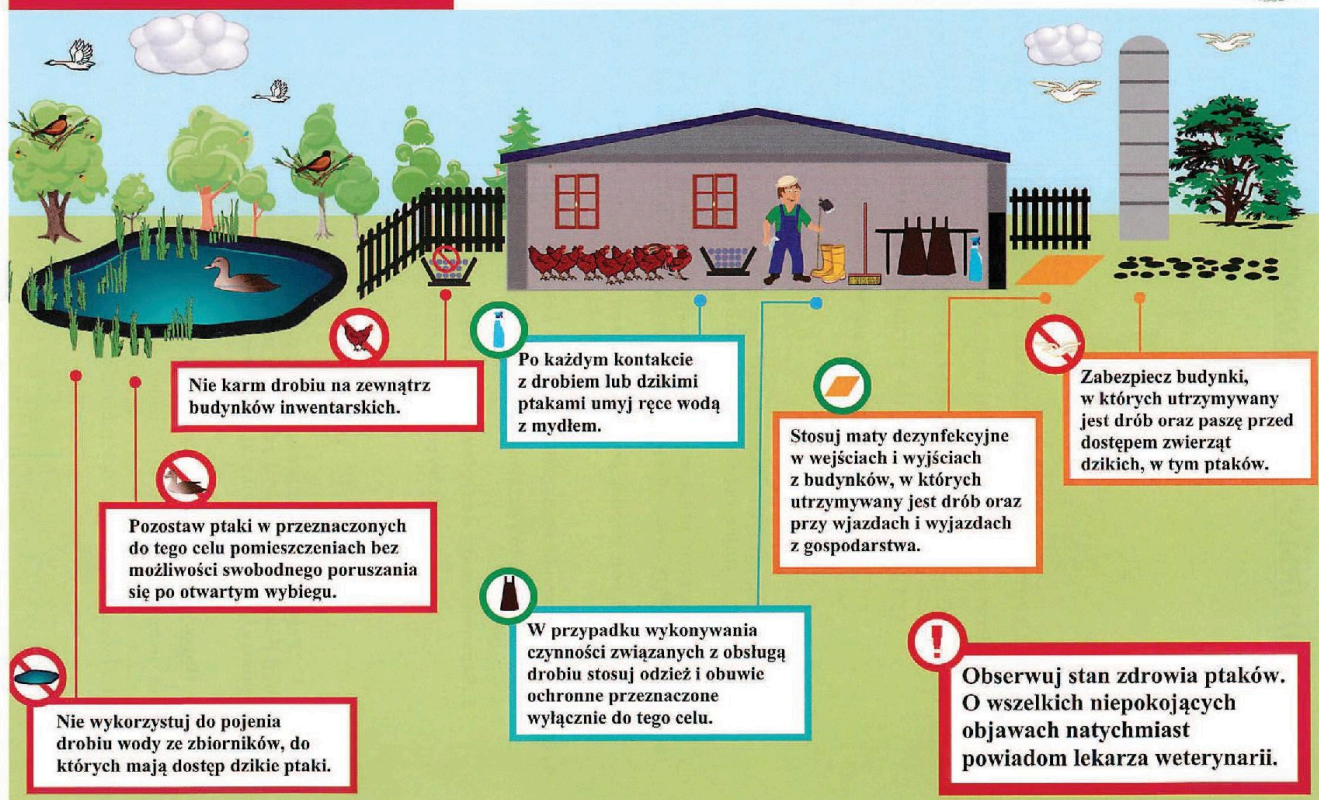 Nie karm drobiu na zewnątrz
budynków inwentarskich.
Po każdym kontakcie
z drobiem lub dzikimi
ptakami umyj ręce wodą
z mydłem.
Stosuj maty dezynfekcyjne
w wejściach i wyjściach
z budynków, w których
utrzymywany jest drób oraz
przy wjazdach i wyjazdach
z gospodarstwa.
Zabezpiecz budynki,
w których utrzymywany
jest drób oraz paszę przed
dostępem zwierząt
dzikich, w tym ptaków.
Pozostaw ptaki w przeznaczonych
do tego celu pomieszczeniach bez
możliwości swobodnego poruszania
się po otwartym wybiegu.
W przypadku wykonywania
czynności związanych z obsługą
drobiu stosuj odzież i obuwie
ochronne przeznaczone
wyłącznie do tego celu.
Nie wykorzystuj do pojenia
drobiu wody ze zbiorników, do
których mają dostęp dzikie ptaki.
!
Obserwuj stan zdrowia ptaków.
O wszelkich niepokojących
objawach natychmiast
powiadom lekarza weterynarii.